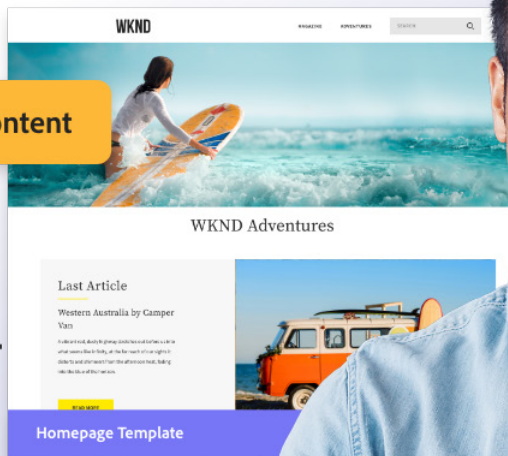 WKND
MAGAZINE ADVENTURES SEARCH
ontent
WKND Adventures
Last Article
Western Australia by Camper
Van
READ MORE
Homepage Template